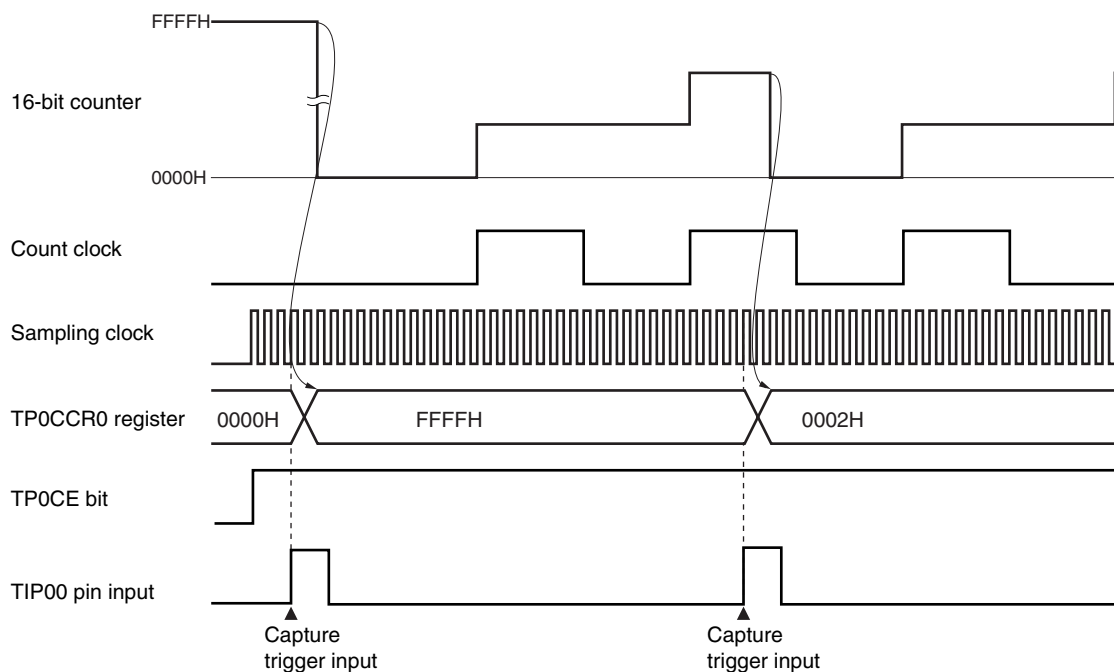 FFFFH
16-bit counter
0000H
Count clock
Sampling clock
TP0CCR0 register
0000H
FFFFH
0002H
TP0CE bit
TIP00 pin input
Capture
trigger input
Capture
trigger input